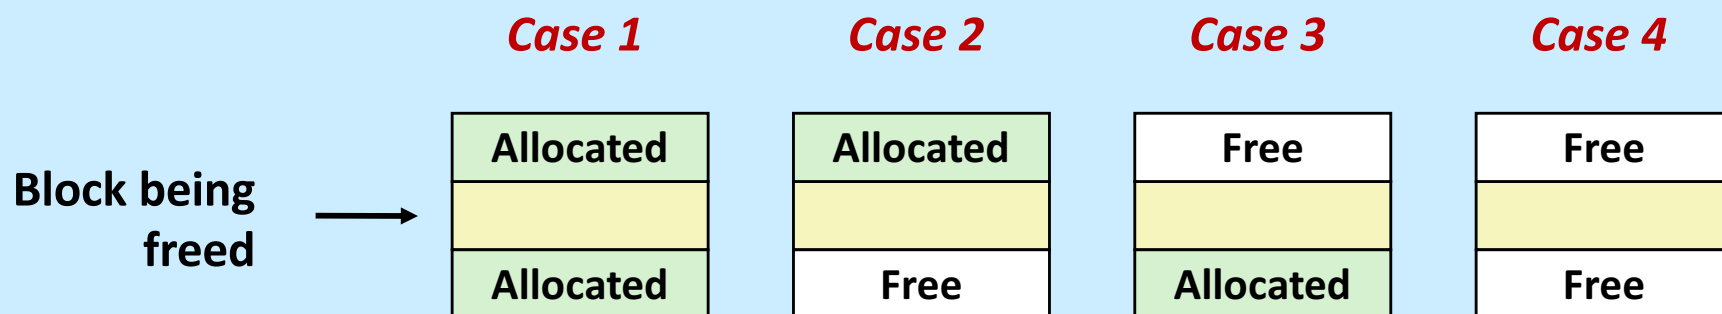 Case 1 Case 2 Case 3 Case 4
Allocated Allocated Free Free
Block being
freed
Allocated Free Allocated Free